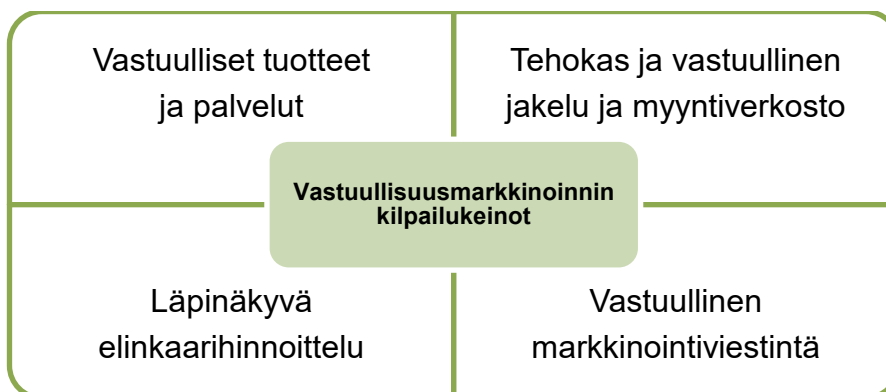 Vastuulliset tuotteet
ja palvelut
Tehokas ja vastuullinen
jakelu ja myyntiverkosto
Vastuullisuusmarkkinoinnin
kilpailukeinot
Läpinäkyvä
elinkaarihinnoittelu
Vastuullinen
markkinointiviestintä